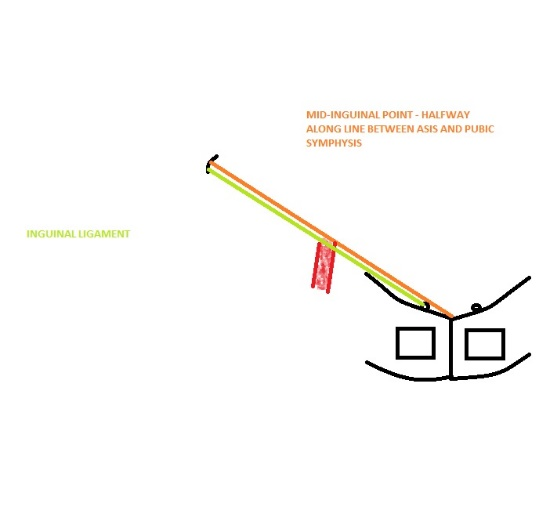 MID-INGUINAL POINT - HALFWAY
ALONG LINE BETWEEN ASIS AND PUBIC
SYMPHYSIS
INGUINAL LIGAMENT